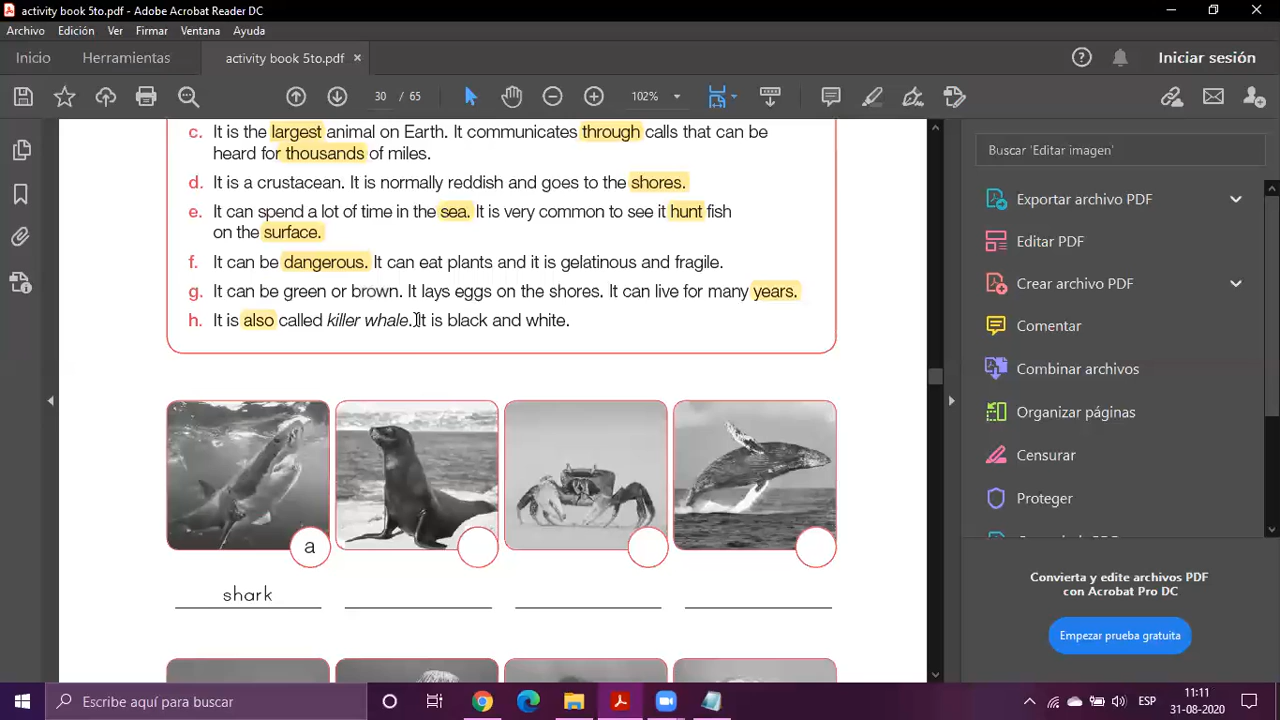 activity book 5to.pdf - Adobe Acrobat Reader DC
Archivo Edición Ver Firmar Ventana Ayuda
Inicio Herramientas activity book 5to.pdf × Iniciar sesión
30 / 65 102%
c. It is the largest animal on Earth. It communicates through calls that can be
heard for thousands of miles.
d. It is a crustacean. It is normally reddish and goes to the shores.
e. It can spend a lot of time in the sea. It is very common to see it hunt fish
on the surface.
f. It can be dangerous. It can eat plants and it is gelatinous and fragile.
g. It can be green or brown. It lays eggs on the shores. It can live for many years.
h. It is also called killer whale. It is black and white.
a
shark
Buscar 'Editar imagen'
Exportar archivo PDF
Editar PDF
Crear archivo PDF
Comentar
Combinar archivos
Organizar páginas
Censurar
Proteger
Convierta y edite archivos PDF
con Acrobat Pro DC
Empezar prueba gratuita
Escribe aquí para buscar
ESP
11:11
31-08-2020